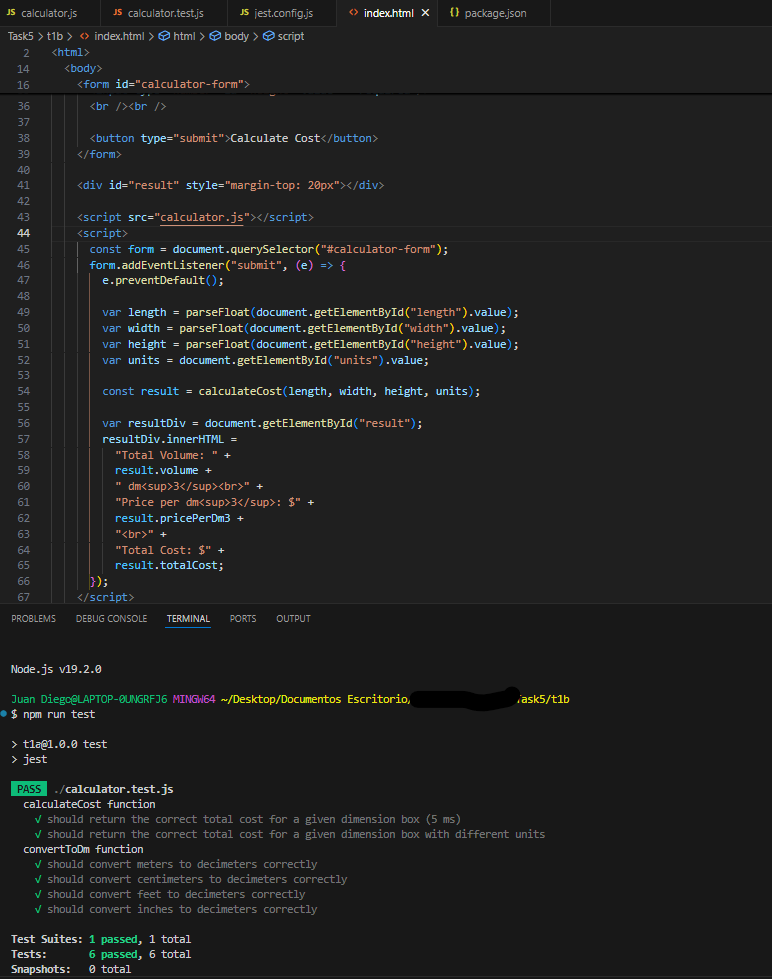 JS calculator.js JS calculator.test.js JS jest.config.js <> index.html × {} package.json
Task5 > t1b > <> index.html > html > body > script
2 <html>
14 <body>
16 <form id="calculator-form">
36 <br /><br />
37
38 <button type="submit">Calculate Cost</button>
39 </form>
40
41 <div id="result" style="margin-top: 20px"></div>
42
43 <script src="calculator.js"></script>
44 <script>
45 const form = document.querySelector("#calculator-form");
46 form.addEventListener("submit", (e) => {
47 e.preventDefault();
48
49 var length = parseFloat(document.getElementById("length").value);
50 var width = parseFloat(document.getElementById("width").value);
51 var height = parseFloat(document.getElementById("height").value);
52 var units = document.getElementById("units").value;
53
54 const result = calculateCost(length, width, height, units);
55
56 var resultDiv = document.getElementById("result");
57 resultDiv.innerHTML =
58 "Total Volume: " +
59 result.volume +
60 " dm<sup>3</sup><br>" +
61 "Price per dm<sup>3</sup>: $" +
62 result.pricePerDm3 +
63 "<br>" +
64 "Total Cost: $" +
65 result.totalCost;
66 });
67 </script>
PROBLEMS DEBUG CONSOLE TERMINAL PORTS OUTPUT
Node.js v19.2.0
Juan Diego@LAPTOP-0UNGRFJ6 MINGW64 ~/Desktop/Documentos Escritorio/ Task5/t1b
$ npm run test
> t1a@1.0.0 test
> jest
PASS ./calculator.test.js
calculateCost function
√ should return the correct total cost for a given dimension box (5 ms)
√ should return the correct total cost for a given dimension box with different units
convertToDm function
√ should convert meters to decimeters correctly
√ should convert centimeters to decimeters correctly
√ should convert feet to decimeters correctly
√ should convert inches to decimeters correctly
Test Suites: 1 passed, 1 total
Tests: 6 passed, 6 total
Snapshots: 0 total